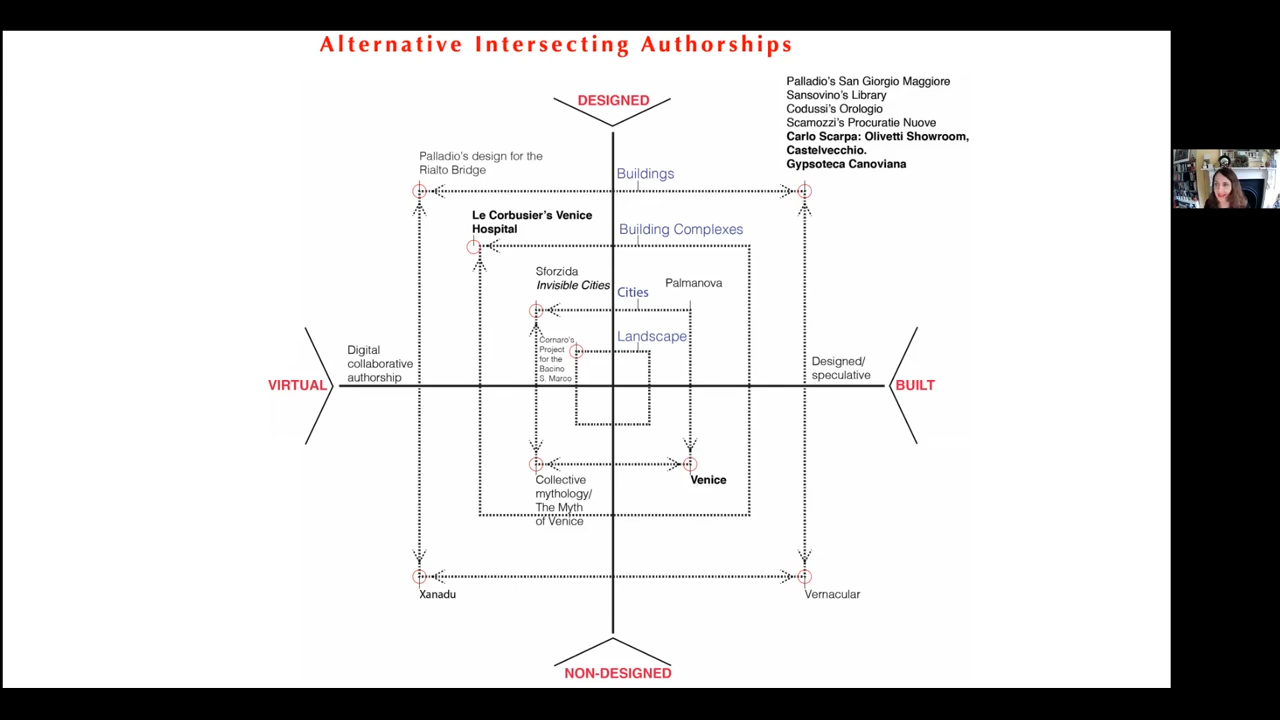 Alternative Intersecting Authorships
Palladio's San Giorgio Maggiore
Sansovino's Library
Codussi's Orologio
Scamozzi's Procuratie Nuove
Carlo Scarpa: Olivetti Showroom,
Castelvecchio.
Gypsoteca Canoviana
DESIGNED
Palladio's design for the
Rialto Bridge
Buildings
Le Corbusier's Venice
Hospital
Building Complexes
Sforzida
Invisible Cities
Cities
Palmanova
Cornaro's
Project
for the
Bacino
S. Marco
Landscape
Digital
collaborative
authorship
Designed/
speculative
VIRTUAL
BUILT
Collective
mythology/
The Myth
of Venice
Venice
Xanadu
Vernacular
NON-DESIGNED